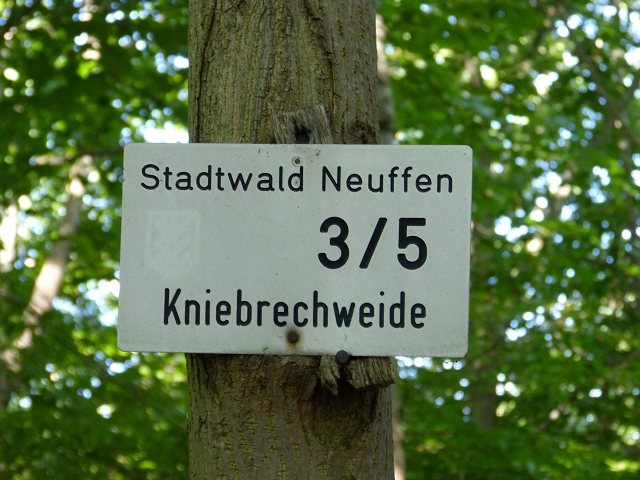 Stadtwald Neuffen
3/5
Kniebrechweide